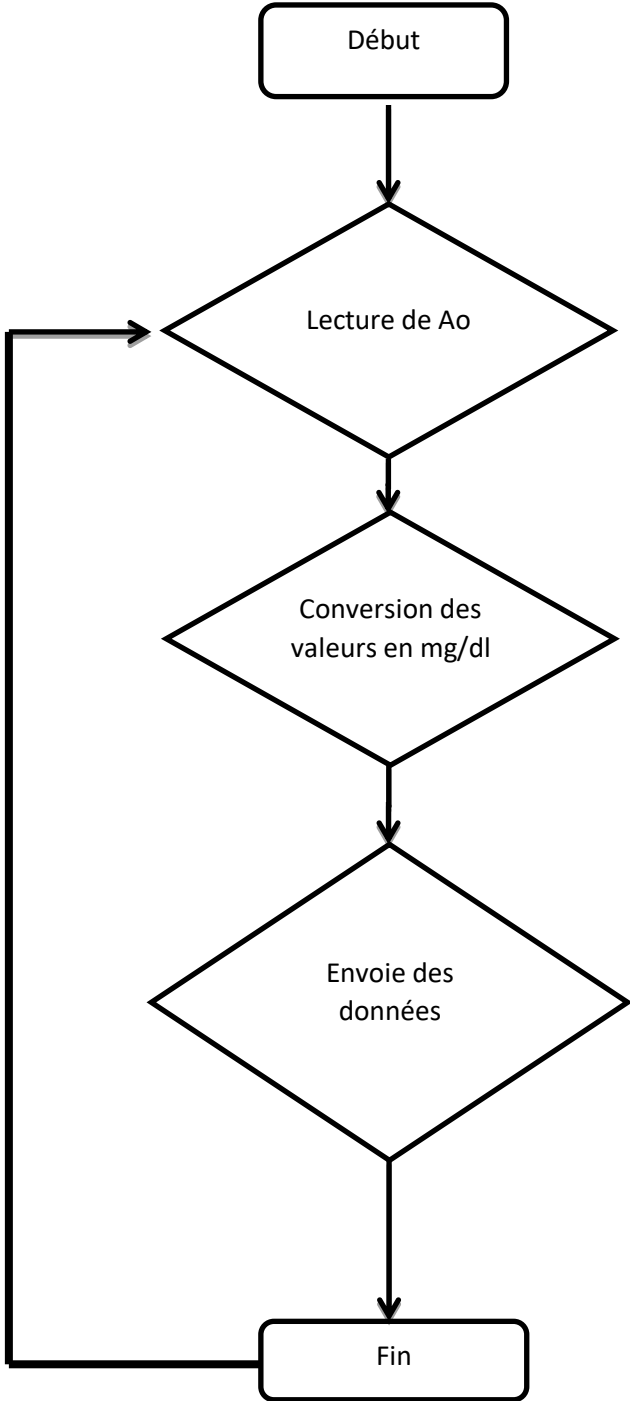 Début
Lecture de Ao
Conversion des
valeurs en mg/dl
Envoie des
données
Fin